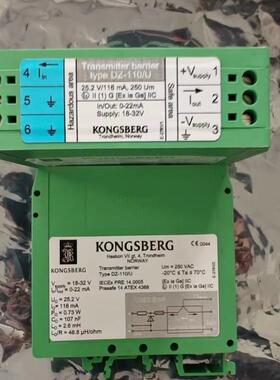 4
I in
5
6
Hazardous area
Transmitter barrier
type DZ-110/U
25.2 V/116 mA, 250 Um
II (1) G [Ex ia Ga] IIC
In/Out: 0-22mA
Supply: 18-32V
KONGSBERG
Trondheim, Norway
Safe area
+V supply
1
I out
2
-V supply
3
KONGSBERG
KONGSBERG
Haakon VII gt. 4, Trondheim
NORWAY
0044
Transmitter barrier
Type DZ-110/U
IECEx PRE 14.0005
Presafe 14 ATEX 4368
Um = 250 VAC
-20°C ≤ Ta ≤ 70°C
[Ex ia Ga] IIC
II (1) G [Ex ia Ga] IIC
V supply = 18-32 V
= 0-22 mA
= 25.2 V
= 116 mA
= 0.73 W
= 107 nF
= 2.6 mH
= 48.8 µH/ohm